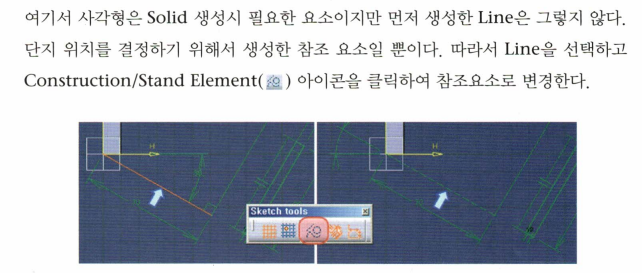 여기서 사각형은 Solid 생성시 필요한 요소이지만 먼저 생성한 Line은 그렇지 않다.
단지 위치를 결정하기 위해서 생성한 참조 요소일 뿐이다. 따라서 Line을 선택하고
Construction/Stand Element( ) 아이콘을 클릭하여 참조요소로 변경한다.
H H
Sketch tools